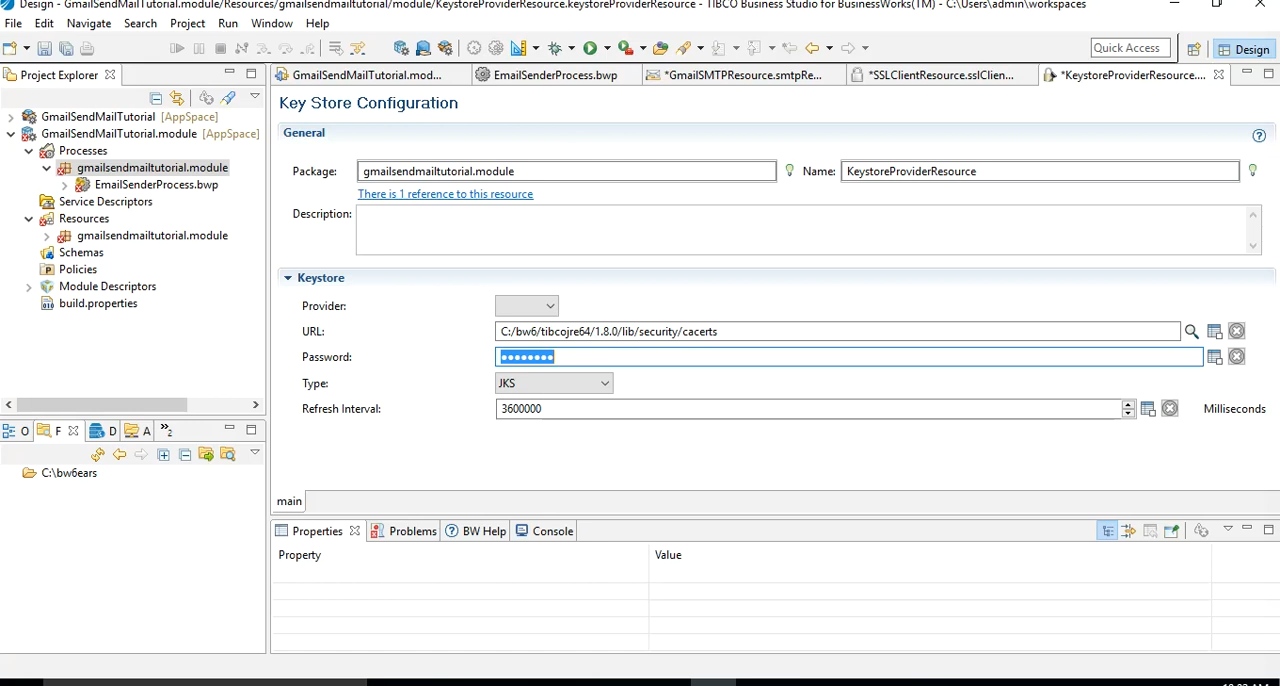 Design - GmailSendMailTutorial.module/Resources/gmailsendmailtutorial/module/KeystoreProviderResource.keystoreProviderResource - TIBCO Business Studio for BusinessWorks(TM) - C:\Users\admin\workspaces
File Edit Navigate Search Project Run Window Help
Quick Access
Design
Project Explorer
GmailSendMailTutorial.mod...
EmailSenderProcess.bwp
*GmailSMTPResource.smtpRe...
*SSLClientResource.sslClien...
*KeystoreProviderResource....
GmailSendMailTutorial [AppSpace]
GmailSendMailTutorial.module [AppSpace]
Processes
gmailsendmailtutorial.module
EmailSenderProcess.bwp
Service Descriptors
Resources
gmailsendmailtutorial.module
Schemas
Policies
Module Descriptors
build.properties
Key Store Configuration
General
Package: gmailsendmailtutorial.module Name: KeystoreProviderResource
There is 1 reference to this resource
Description:
Keystore
Provider:
URL: C:/bw6/tibcojre64/1.8.0/lib/security/cacerts
Password: ●●●●●●●●
Type: JKS
Refresh Interval: 3600000 Milliseconds
main
O F D A »2
C:\bw6ears
Properties Problems BW Help Console
Property Value